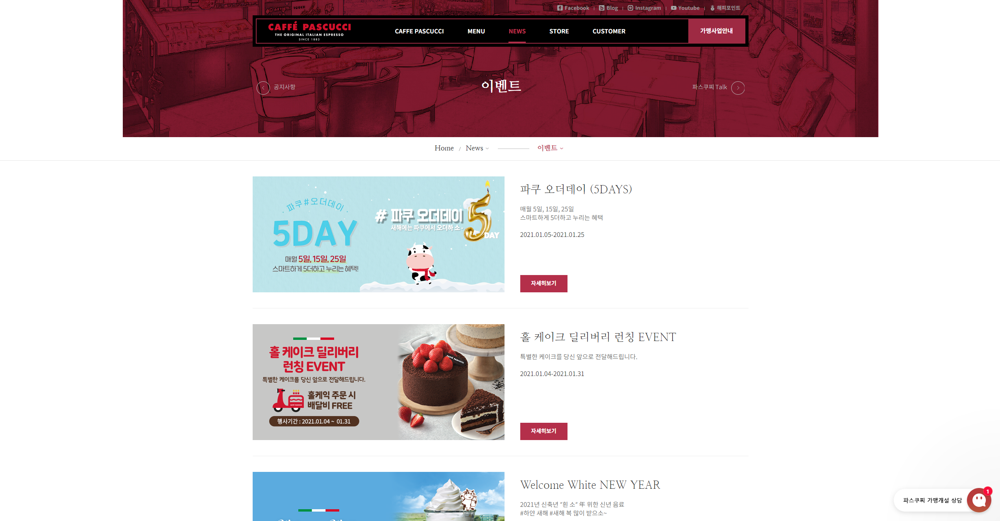 ARTISTIC TOUCH
Facebook
Blog
Instagram
Youtube
해피포인트
CAFFÉ PASCUCCI
THE ORIGINAL ITALIAN ESPRESSO
SINCE 1883
CAFFE PASCUCCI
MENU
NEWS
STORE
CUSTOMER
가맹사업안내
공지사항
이벤트
파스쿠찌 Talk
Home / News
이벤트
파쿠#오더데이
5DAY
매월 5일, 15일, 25일
스마트하게 5더하고 누리는 혜택!
# 파쿠 오더데이
새해에는 파쿠에서 오더하 소~
5
DAY
파쿠 오더데이 (5DAYS)
매월 5일, 15일, 25일
스마트하게 5더하고 누리는 혜택
2021.01.05-2021.01.25
자세히보기
홀 케이크 딜리버리
런칭 EVENT
특별한 케이크를 당신 앞으로 전달해드립니다.
홀케익 주문 시
배달비 FREE
CAFFÉ PASCUCCI
행사기간 : 2021.01.04 ~ 01.31
CAFFÉ PASCUCCI
홀 케이크 딜리버리 런칭 EVENT
특별한 케이크를 당신 앞으로 전달해드립니다.
2021.01.04-2021.01.31
자세히보기
Welcome White NEW YEAR
2021년 신축년 "흰 소" 年 위한 신년 음료
#하얀 새해 #새해 복 많이 받으소~
파스쿠찌 가맹개설 상담
1